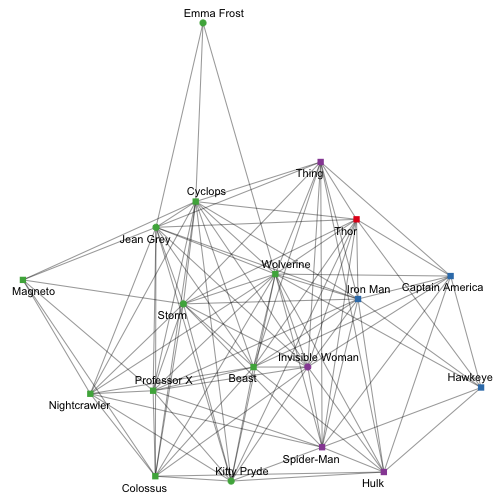 Emma Frost
Thing
Cyclops
Thor
Jean Grey
Wolverine
Captain America
Magneto
Iron Man
Storm
Invisible Woman
Professor X
Beast
Hawkeye
Nightcrawler
Spider-Man
Kitty Pryde
Hulk
Colossus